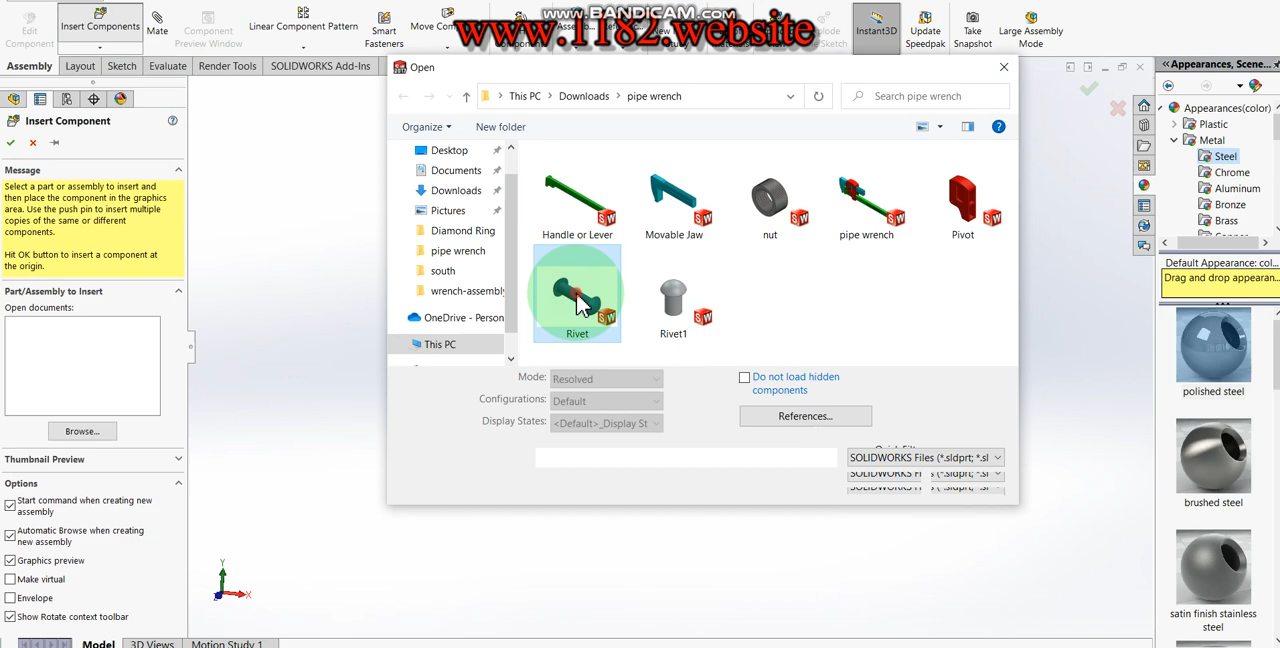 Edit
Component
Insert Components
Mate
Component
Preview Window
Linear Component Pattern
Smart
Fasteners
Move Com
www.BANDICAM.com
www.1182.website
Instant3D
Update
Speedpak
Take
Snapshot
Large Assembly
Mode
Assembly
Layout
Sketch
Evaluate
Render Tools
SOLIDWORKS Add-Ins
Insert Component
Message
Select a part or assembly to insert and
then place the component in the graphics
area. Use the push pin to insert multiple
copies of the same or different
components.
Hit OK button to insert a component at
the origin.
Part/Assembly to Insert
Open documents:
Browse...
Thumbnail Preview
Options
Start command when creating new
assembly
Automatic Browse when creating
new assembly
Graphics preview
Make virtual
Envelope
Show Rotate context toolbar
Open
This PC
Downloads
pipe wrench
Search pipe wrench
Organize
New folder
Desktop
Documents
Downloads
Pictures
Diamond Ring
pipe wrench
south
wrench-assembly
OneDrive - Person
This PC
Handle or Lever
Movable Jaw
nut
pipe wrench
Pivot
Rivet
Rivet1
Mode:
Resolved
Configurations:
Default
Display States:
<Default>_Display St
Do not load hidden
components
References...
SOLIDWORKS Files (*.sldprt; *.sl
Y
X
Model
3D Views
Motion Study 1
Appearances, Scene...
Appearances(color)
Plastic
Metal
Steel
Chrome
Aluminum
Bronze
Brass
Default Appearance: col...
Drag and drop appearan...
polished steel
brushed steel
satin finish stainless
steel